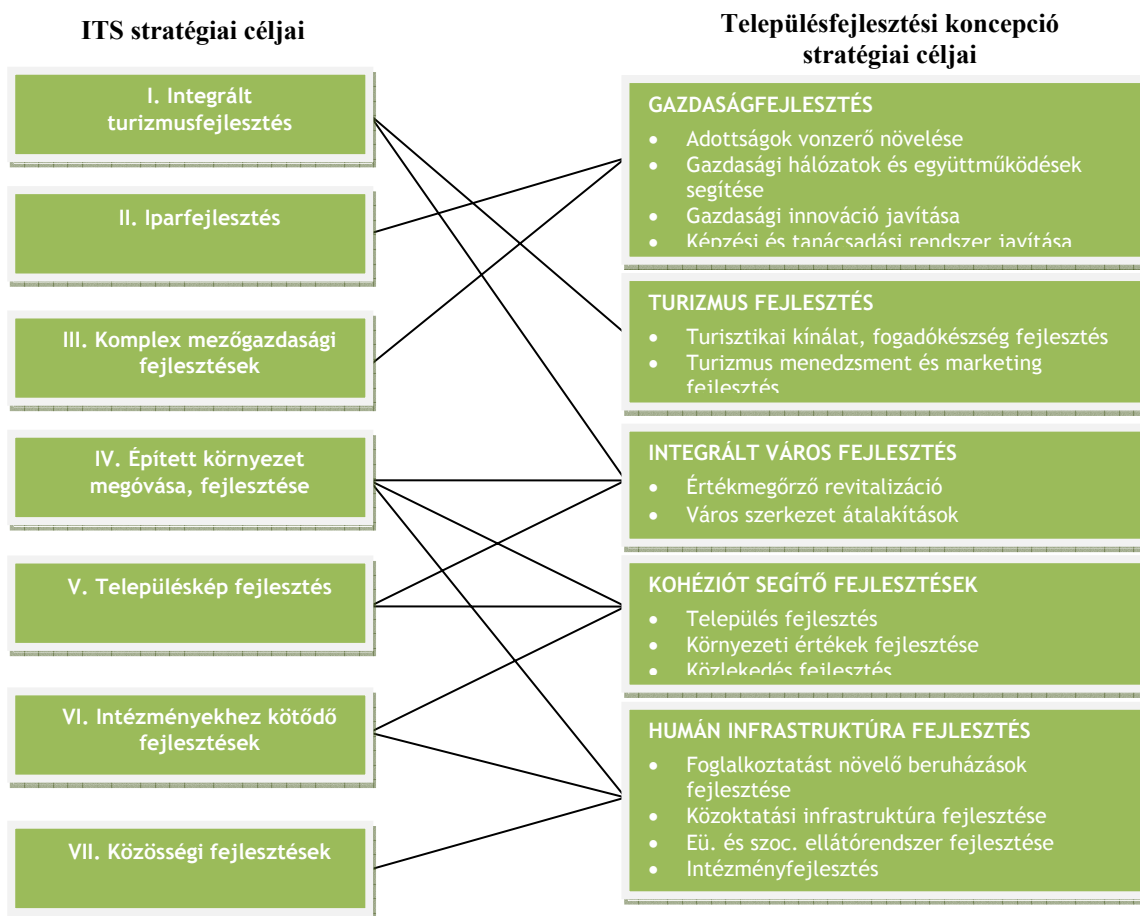 ITS stratégiai céljai
I. Integrált
turizmusfejlesztés
II. Iparfejlesztés
III. Komplex mezőgazdasági
fejlesztések
IV. Épített környezet
megóvása, fejlesztése
V. Településkép fejlesztés
VI. Intézményekhez kötődő
fejlesztések
VII. Közösségi fejlesztések
Településfejlesztési koncepció
stratégiai céljai
GAZDASÁGFEJLESZTÉS
• Adottságok vonzerő növelése
• Gazdasági hálózatok és együttműködések
segítése
• Gazdasági innováció javítása
• Képzési és tanácsadási rendszer javítása
TURIZMUS FEJLESZTÉS
• Turisztikai kínálat, fogadókészség fejlesztés
• Turizmus menedzsment és marketing
fejlesztés
INTEGRÁLT VÁROS FEJLESZTÉS
• Értékmegőrző revitalizáció
• Város szerkezet átalakítások
KOHÉZIÓT SEGÍTŐ FEJLESZTÉSEK
• Település fejlesztés
• Környezeti értékek fejlesztése
• Közlekedés fejlesztés
HUMÁN INFRASTRUKTÚRA FEJLESZTÉS
• Foglalkoztatást növelő beruházások
fejlesztése
• Közoktatási infrastruktúra fejlesztése
• Eü. és szoc. ellátórendszer fejlesztése
• Intézményfejlesztés